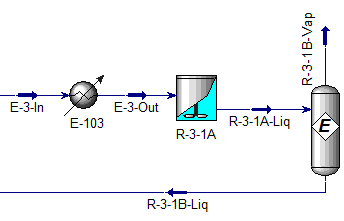 R-3-1B-Vap
E-3-In
E-103
E-3-Out
R-3-1A
R-3-1A-Liq
E
R-3-1B-Liq